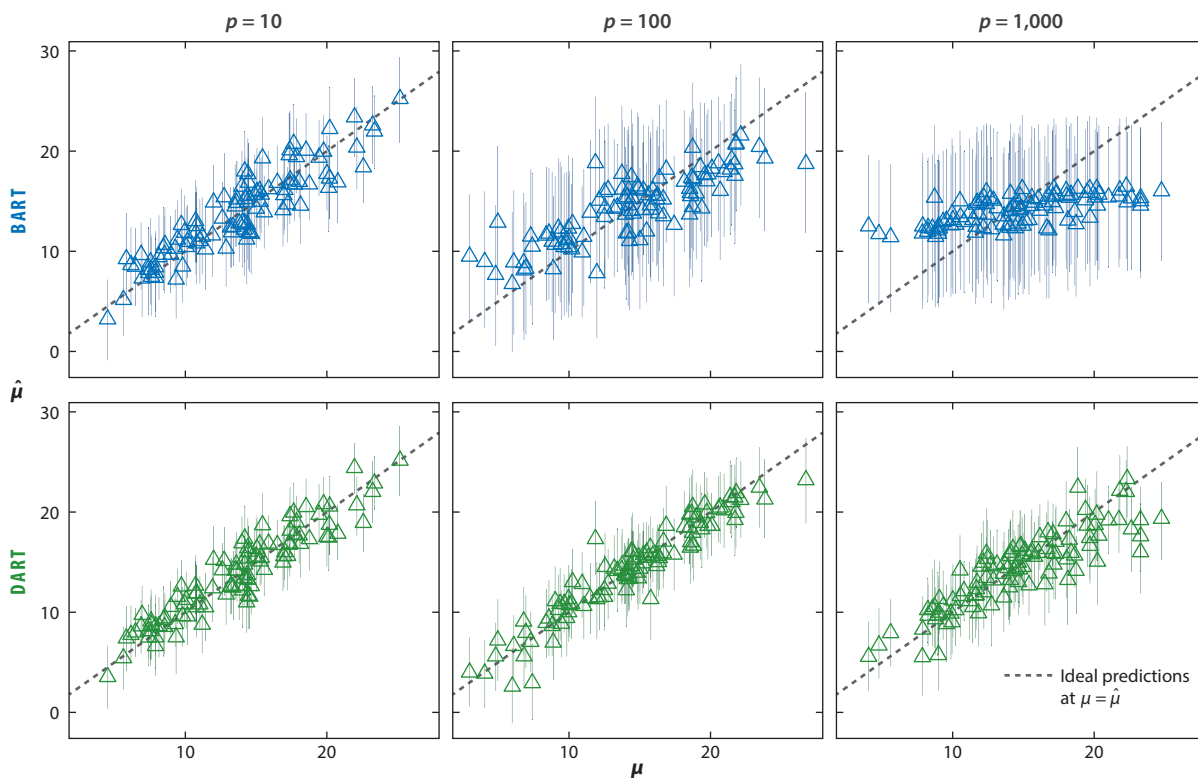 p = 10 p = 100 p = 1,000
30
20
10
0
BART
μ̂
30
20
10
0
DART
Ideal predictions
at μ = μ̂
10 20 10 20 10 20
μ